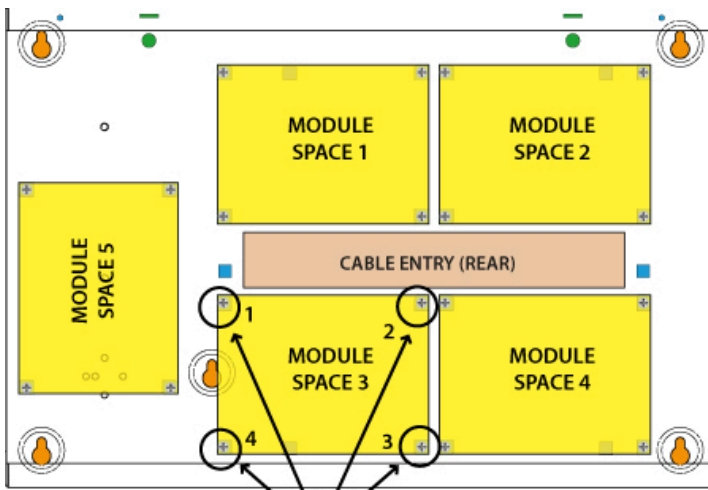 MODULE
SPACE 1
MODULE
SPACE 2
MODULE
SPACE 5
CABLE ENTRY (REAR)
1
2
MODULE
SPACE 3
MODULE
SPACE 4
4
3